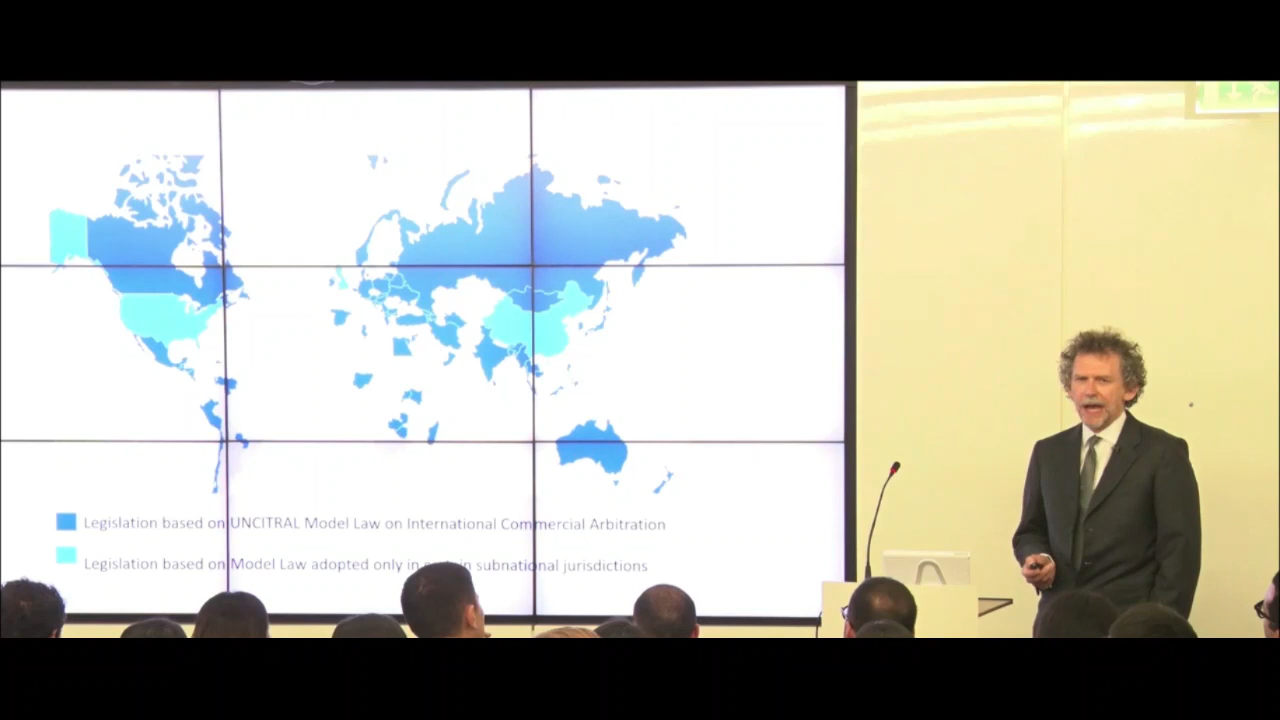 Legislation based on UNCITRAL Model Law on International Commercial Arbitration
Legislation based on Model Law adopted only in certain subnational jurisdictions